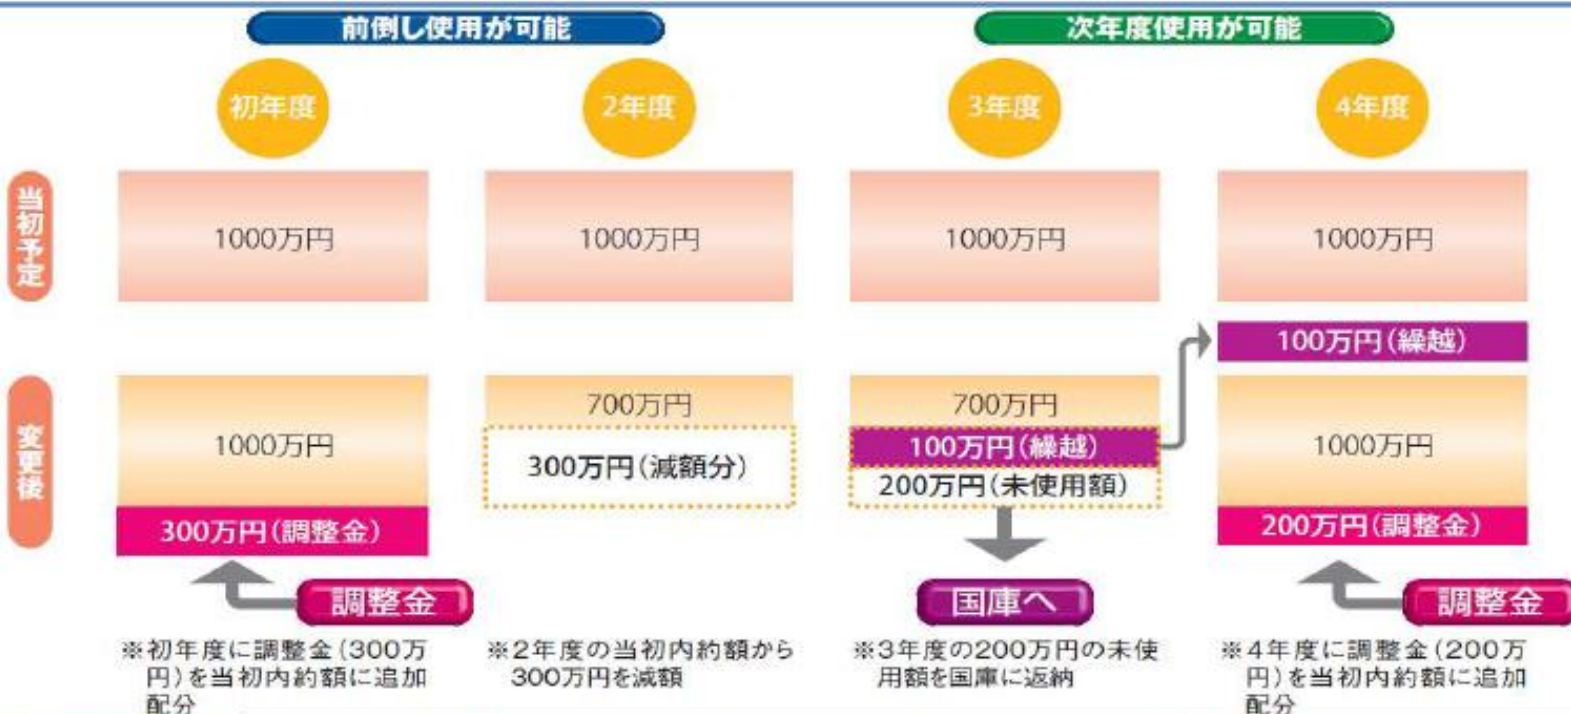 前倒し使用が可能
次年度使用が可能
初年度
2年度
3年度
4年度
当初予定
1000万円
1000万円
1000万円
1000万円
変更後
1000万円
300万円(調整金)
700万円
300万円(減額分)
700万円
100万円(繰越)
200万円(未使用額)
100万円(繰越)
1000万円
200万円(調整金)
調整金
国庫へ
調整金
※初年度に調整金(300万
円)を当初内約額に追加
配分
※2年度の当初内約額から
300万円を減額
※3年度の200万円の未使
用額を国庫に返納
※4年度に調整金(200万
円)を当初内約額に追加
配分